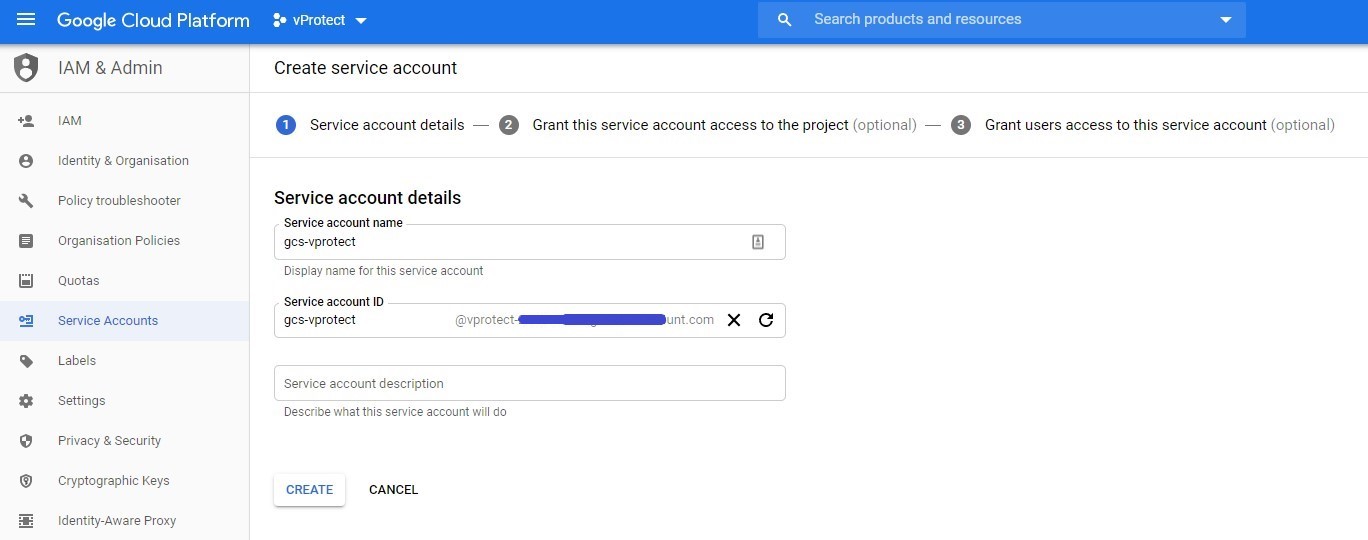 Google Cloud Platform vProtect Search products and resources
IAM & Admin
Create service account
1 Service account details — 2 Grant this service account access to the project (optional) — 3 Grant users access to this service account (optional)
IAM
Identity & Organisation
Policy troubleshooter
Organisation Policies
Quotas
Service Accounts
Labels
Settings
Privacy & Security
Cryptographic Keys
Identity-Aware Proxy
Service account details
Service account name
gcs-vprotect
Display name for this service account
Service account ID
gcs-vprotect @vprotect- unt.com
Service account description
Describe what this service account will do
CREATE CANCEL